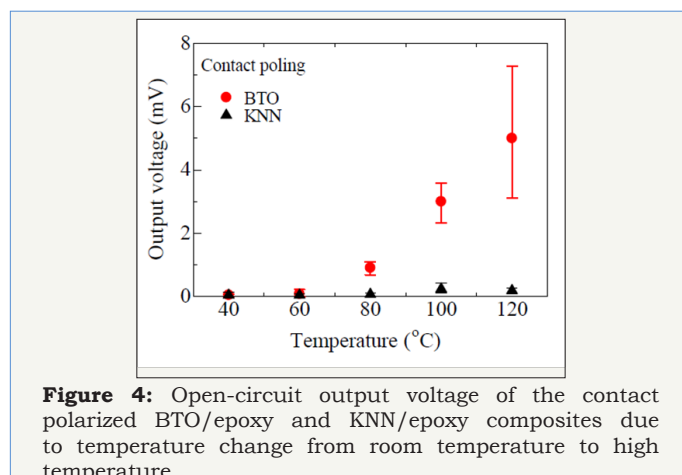 8
Contact poling
BTO
KNN
6
4
2
0
Output voltage (mV)
40 60 80 100 120
Temperature (°C)
Figure 4: Open-circuit output voltage of the contact
polarized BTO/epoxy and KNN/epoxy composites due
to temperature change from room temperature to high
temperature